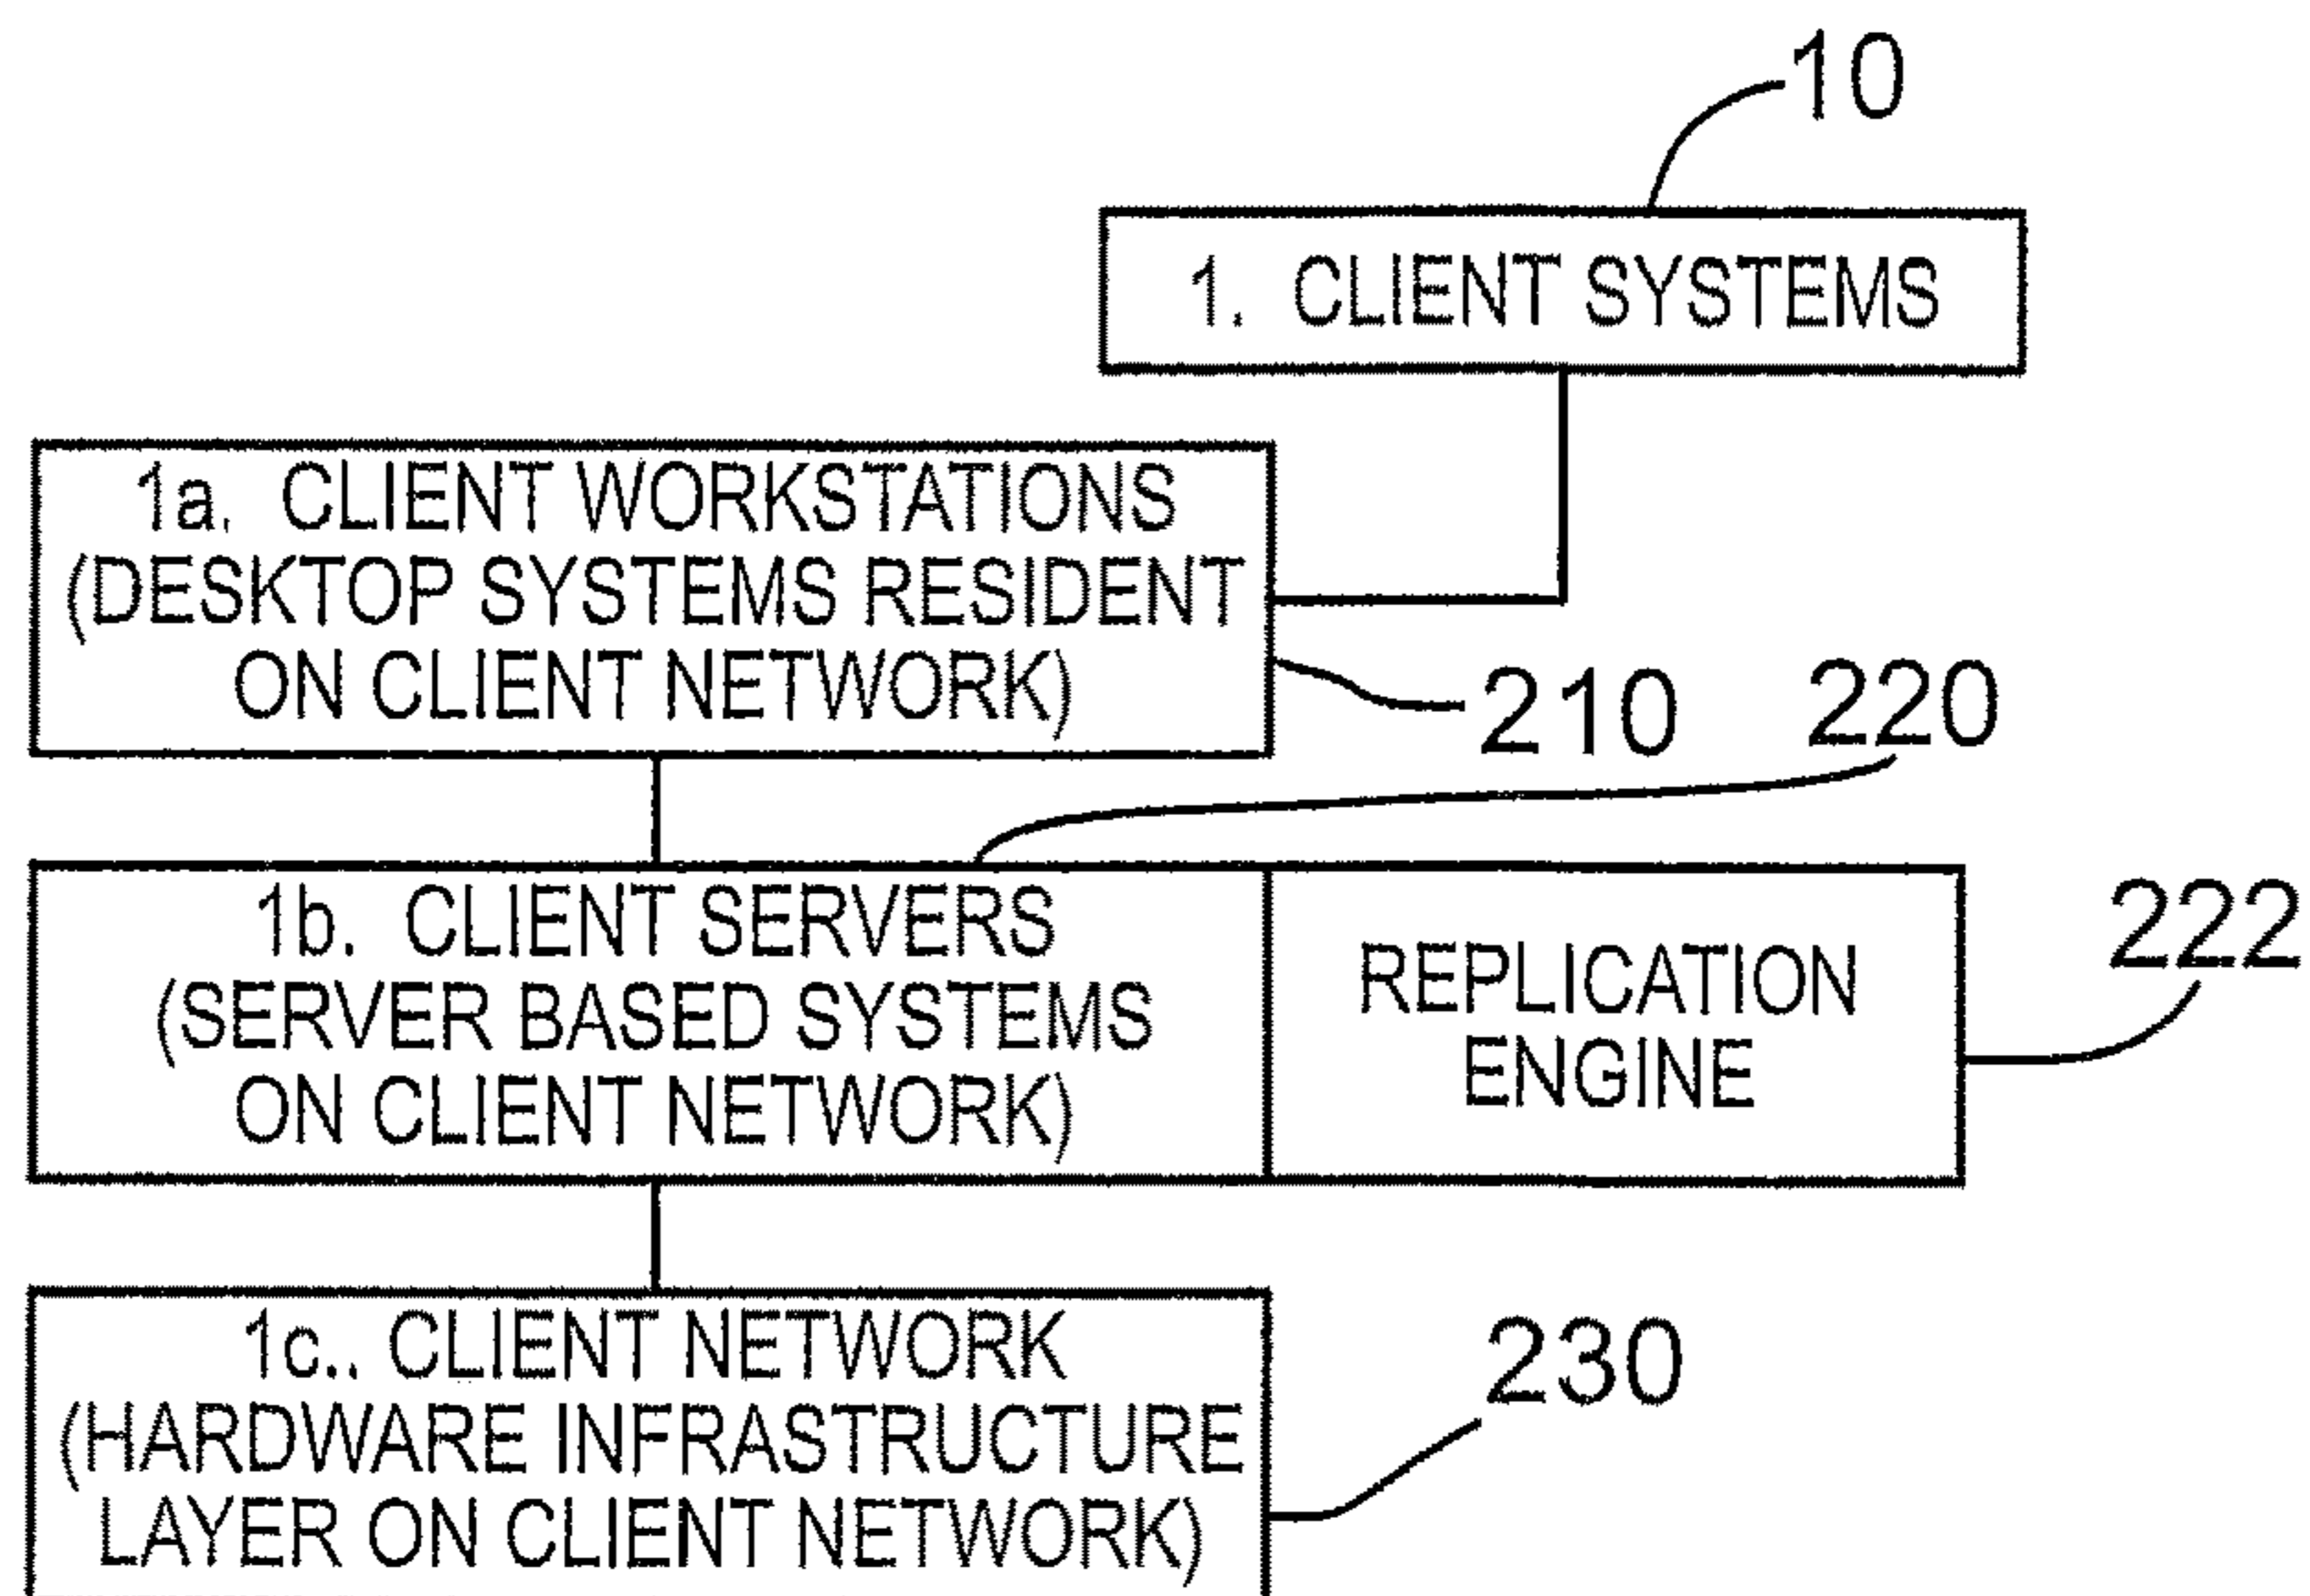 10
1. CLIENT SYSTEMS
1a. CLIENT WORKSTATIONS
(DESKTOP SYSTEMS RESIDENT
ON CLIENT NETWORK)
210
220
1b. CLIENT SERVERS
(SERVER BASED SYSTEMS
ON CLIENT NETWORK)
REPLICATION
ENGINE
222
1c.. CLIENT NETWORK
(HARDWARE INFRASTRUCTURE
LAYER ON CLIENT NETWORK)
230